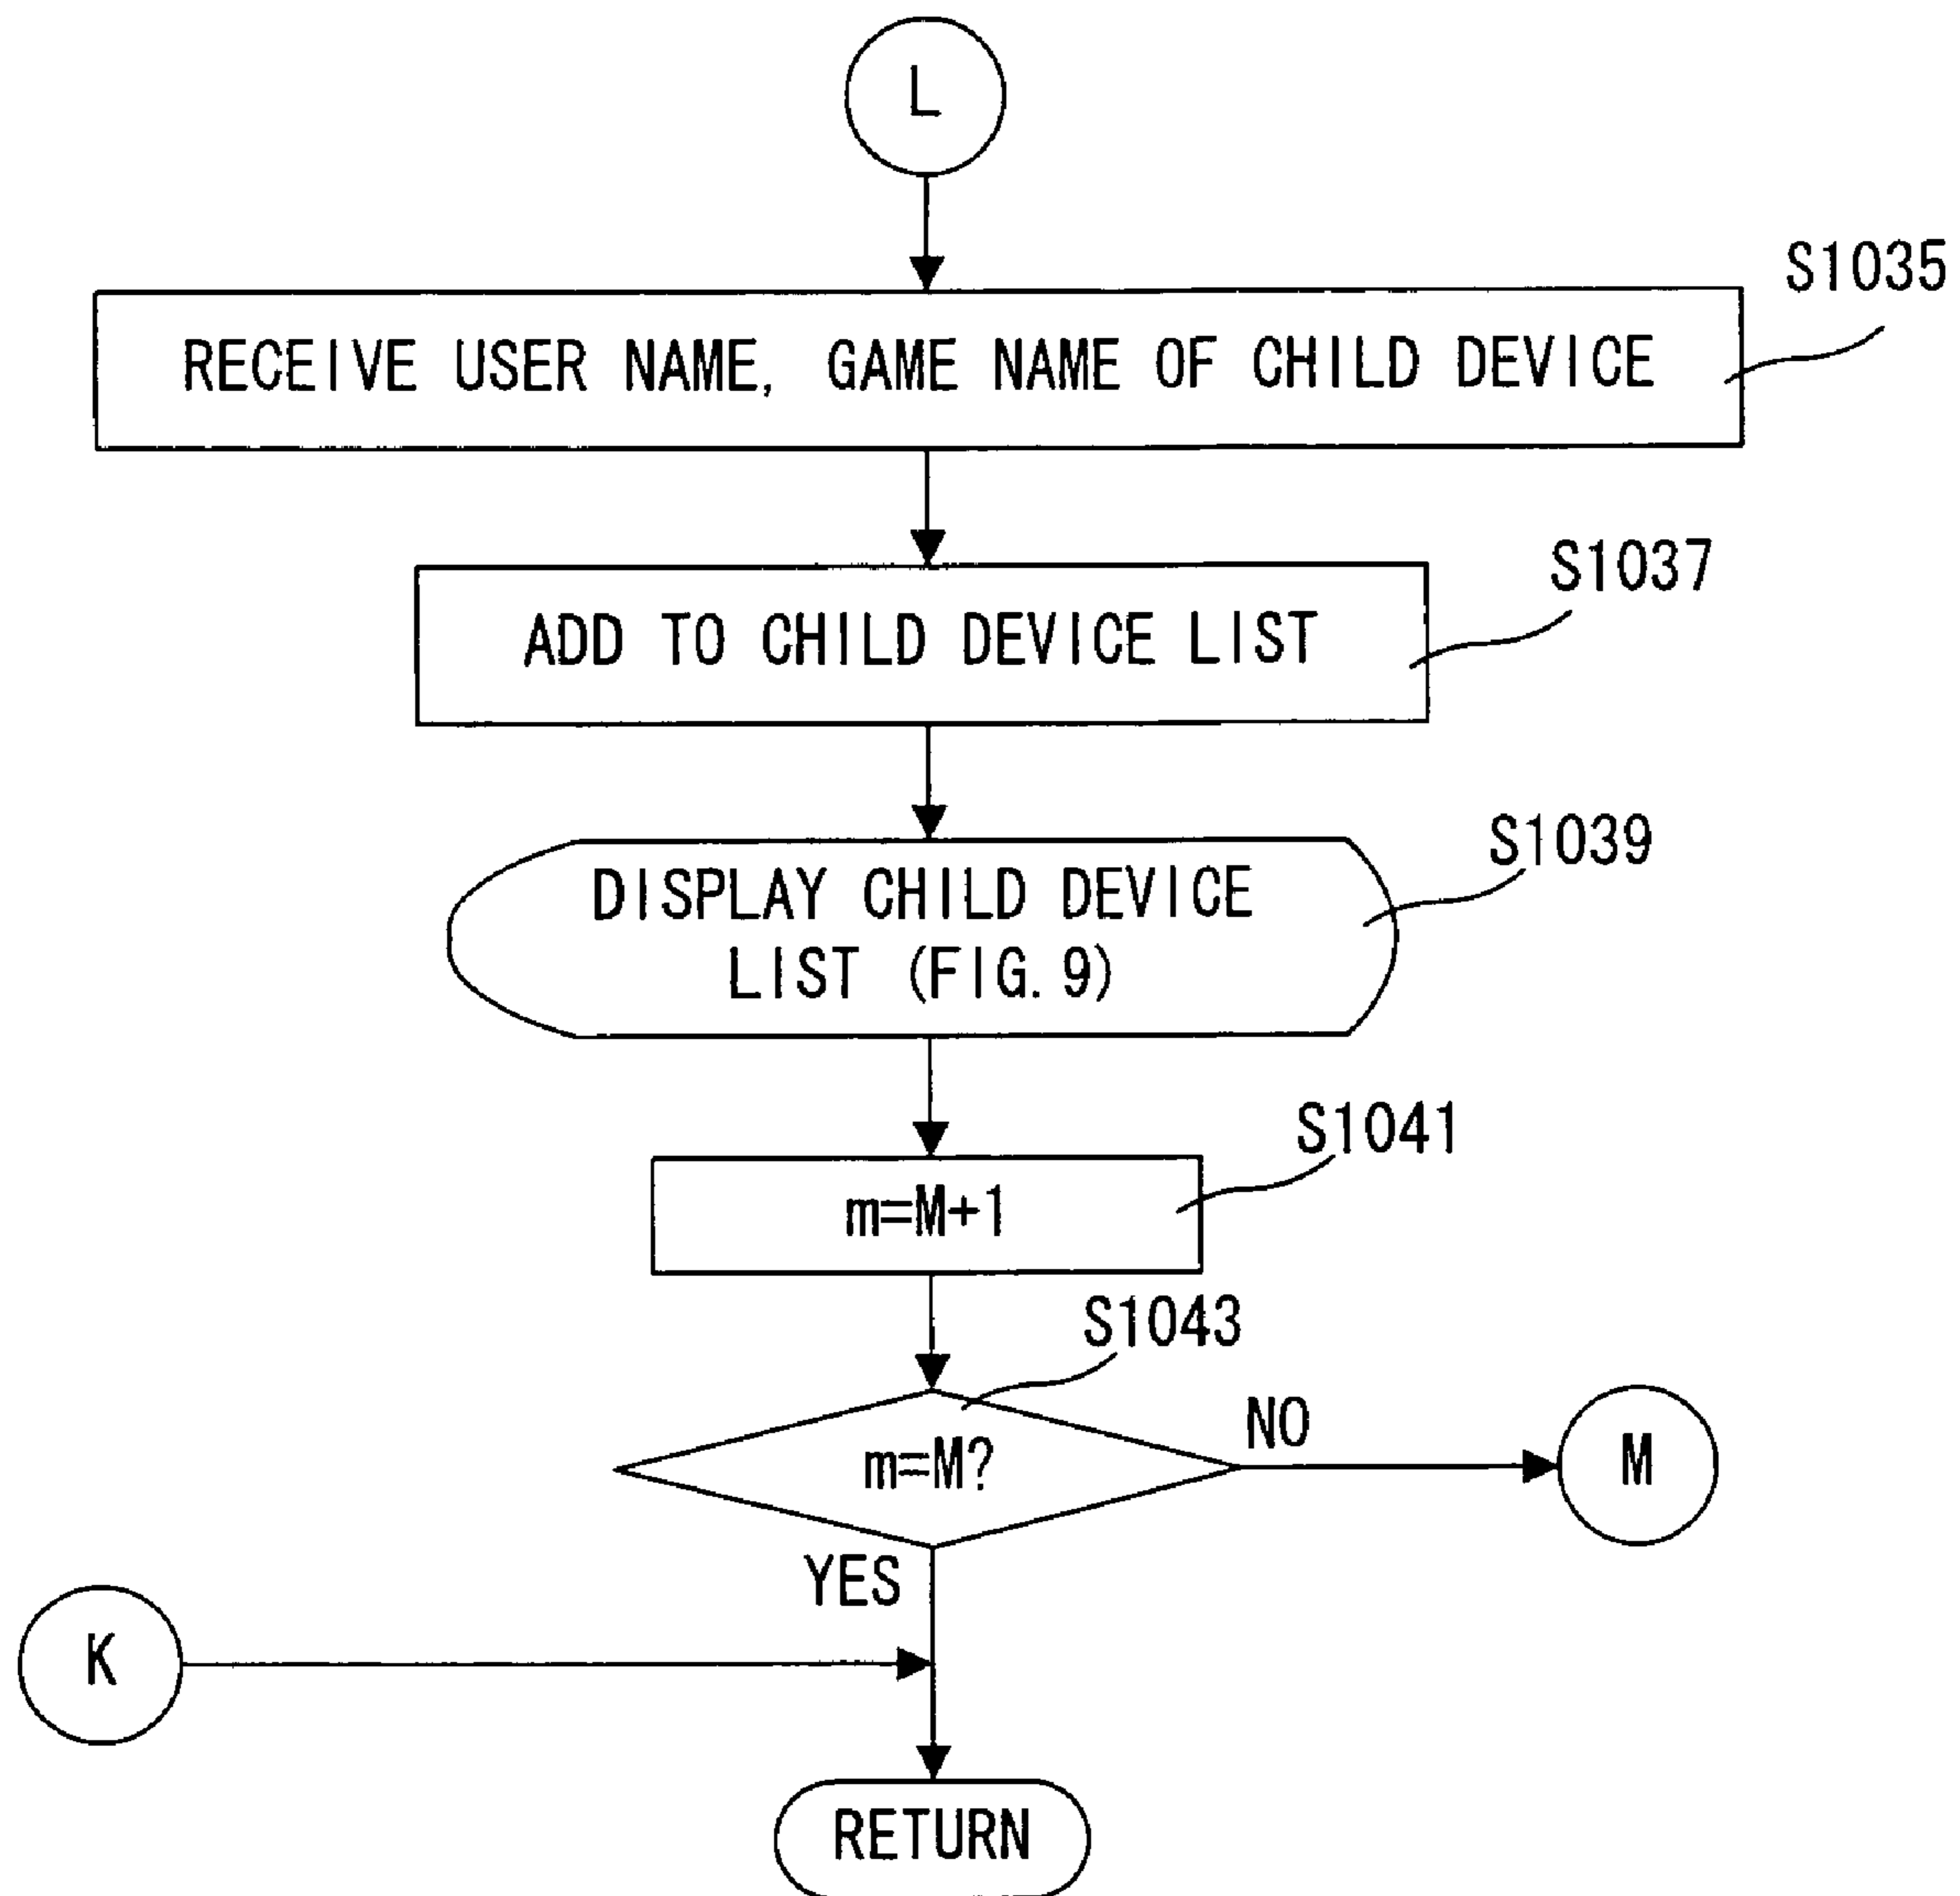 L
S1035
RECEIVE USER NAME, GAME NAME OF CHILD DEVICE
S1037
ADD TO CHILD DEVICE LIST
S1039
DISPLAY CHILD DEVICE
LIST (FIG. 9)
S1041
m=M+1
S1043
m=M?
NO
M
YES
K
RETURN